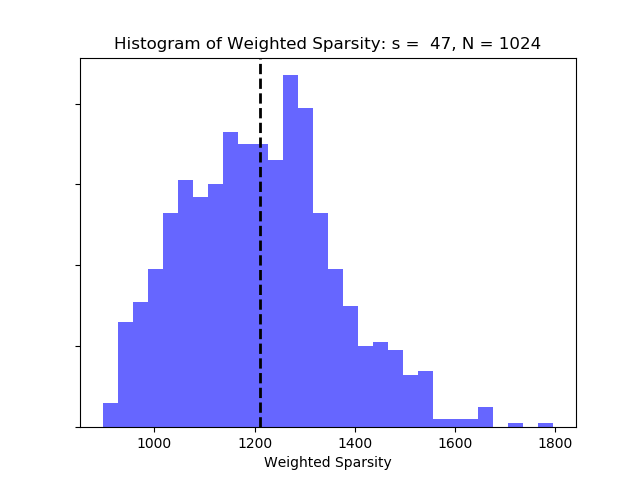 Histogram of Weighted Sparsity: s =  47, N = 1024
1000 1200 1400 1600 1800
Weighted Sparsity